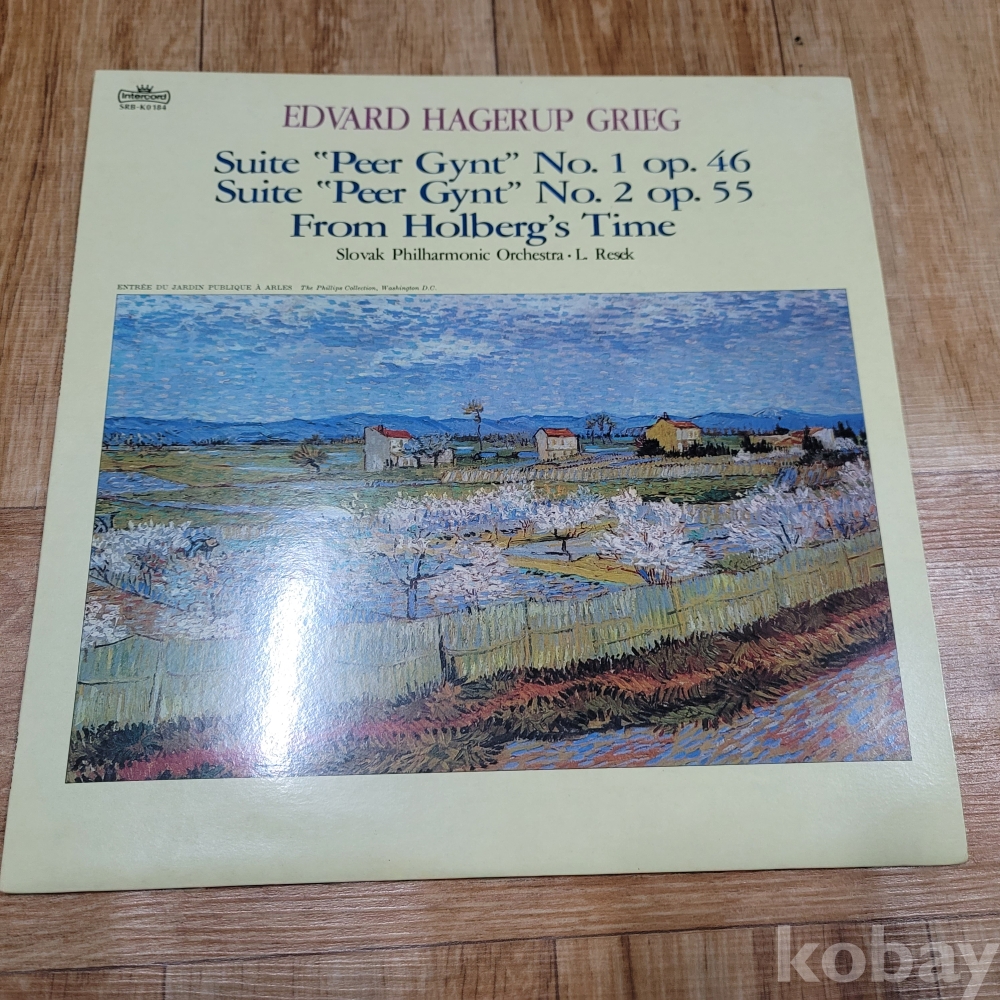 Intercord
SRB-K0184
EDVARD HAGERUP GRIEG
Suite "Peer Gynt" No. 1 op. 46
Suite "Peer Gynt" No. 2 op. 55
From Holberg's Time
Slovak Philharmonic Orchestra · L. Resek
ENTRÉE DU JARDIN PUBLIQUE À ARLES The Phillips Collection, Washington D.C.
kobay